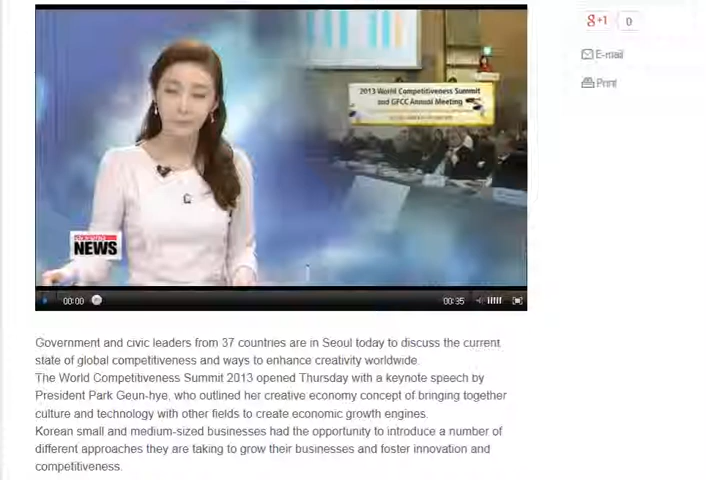 2013 World Competitiveness Summit
and GFCC Annual Meeting
NEWS
00:00
00:35
g+1 0
E-mail
Print
Government and civic leaders from 37 countries are in Seoul today to discuss the current
state of global competitiveness and ways to enhance creativity worldwide.
The World Competitiveness Summit 2013 opened Thursday with a keynote speech by
President Park Geun-hye, who outlined her creative economy concept of bringing together
culture and technology with other fields to create economic growth engines.
Korean small and medium-sized businesses had the opportunity to introduce a number of
different approaches they are taking to grow their businesses and foster innovation and
competitiveness.